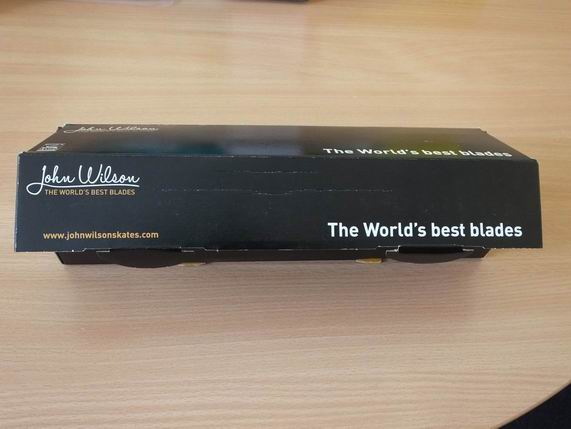 John Wilson
The World's best blades
John Wilson
THE WORLD'S BEST BLADES
www.johnwilsonskates.com
The World's best blades